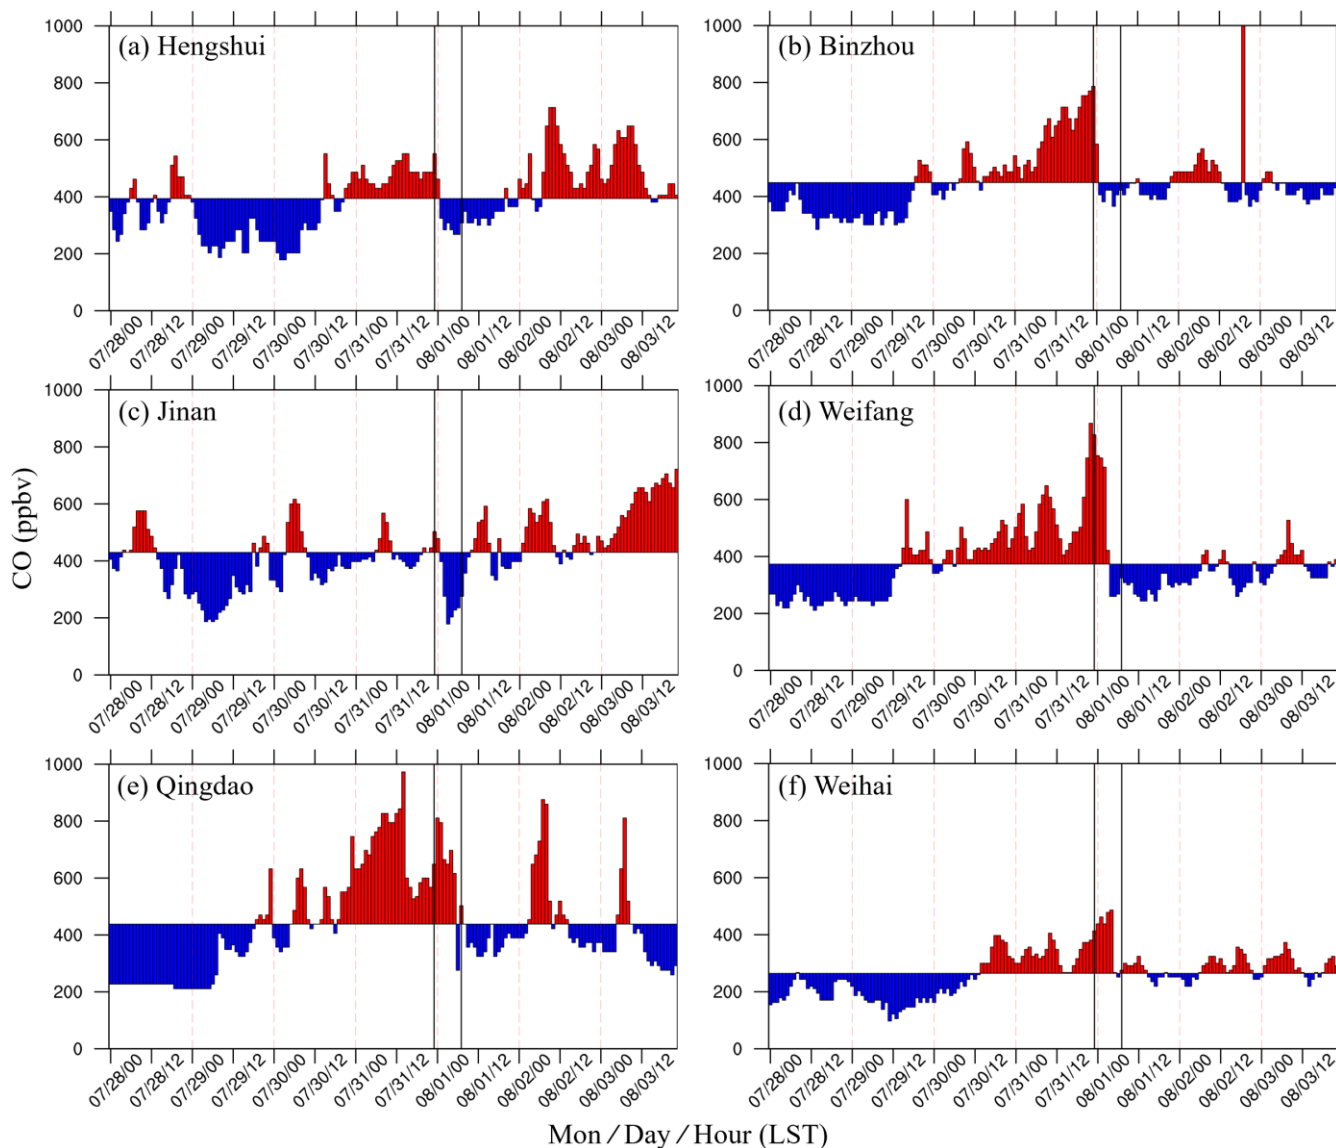 (a) Hengshui
1000
800
600
400
200
0
07/28/00 07/28/12 07/29/00 07/29/12 07/30/00 07/30/12 07/31/00 07/31/12 08/01/00 08/01/12 08/02/00 08/02/12 08/03/00 08/03/12
(b) Binzhou
1000
800
600
400
200
0
07/28/00 07/28/12 07/29/00 07/29/12 07/30/00 07/30/12 07/31/00 07/31/12 08/01/00 08/01/12 08/02/00 08/02/12 08/03/00 08/03/12
CO (ppbv)
(c) Jinan
1000
800
600
400
200
0
07/28/00 07/28/12 07/29/00 07/29/12 07/30/00 07/30/12 07/31/00 07/31/12 08/01/00 08/01/12 08/02/00 08/02/12 08/03/00 08/03/12
(d) Weifang
1000
800
600
400
200
0
07/28/00 07/28/12 07/29/00 07/29/12 07/30/00 07/30/12 07/31/00 07/31/12 08/01/00 08/01/12 08/02/00 08/02/12 08/03/00 08/03/12
(e) Qingdao
1000
800
600
400
200
0
07/28/00 07/28/12 07/29/00 07/29/12 07/30/00 07/30/12 07/31/00 07/31/12 08/01/00 08/01/12 08/02/00 08/02/12 08/03/00 08/03/12
(f) Weihai
1000
800
600
400
200
0
07/28/00 07/28/12 07/29/00 07/29/12 07/30/00 07/30/12 07/31/00 07/31/12 08/01/00 08/01/12 08/02/00 08/02/12 08/03/00 08/03/12
Mon / Day / Hour (LST)